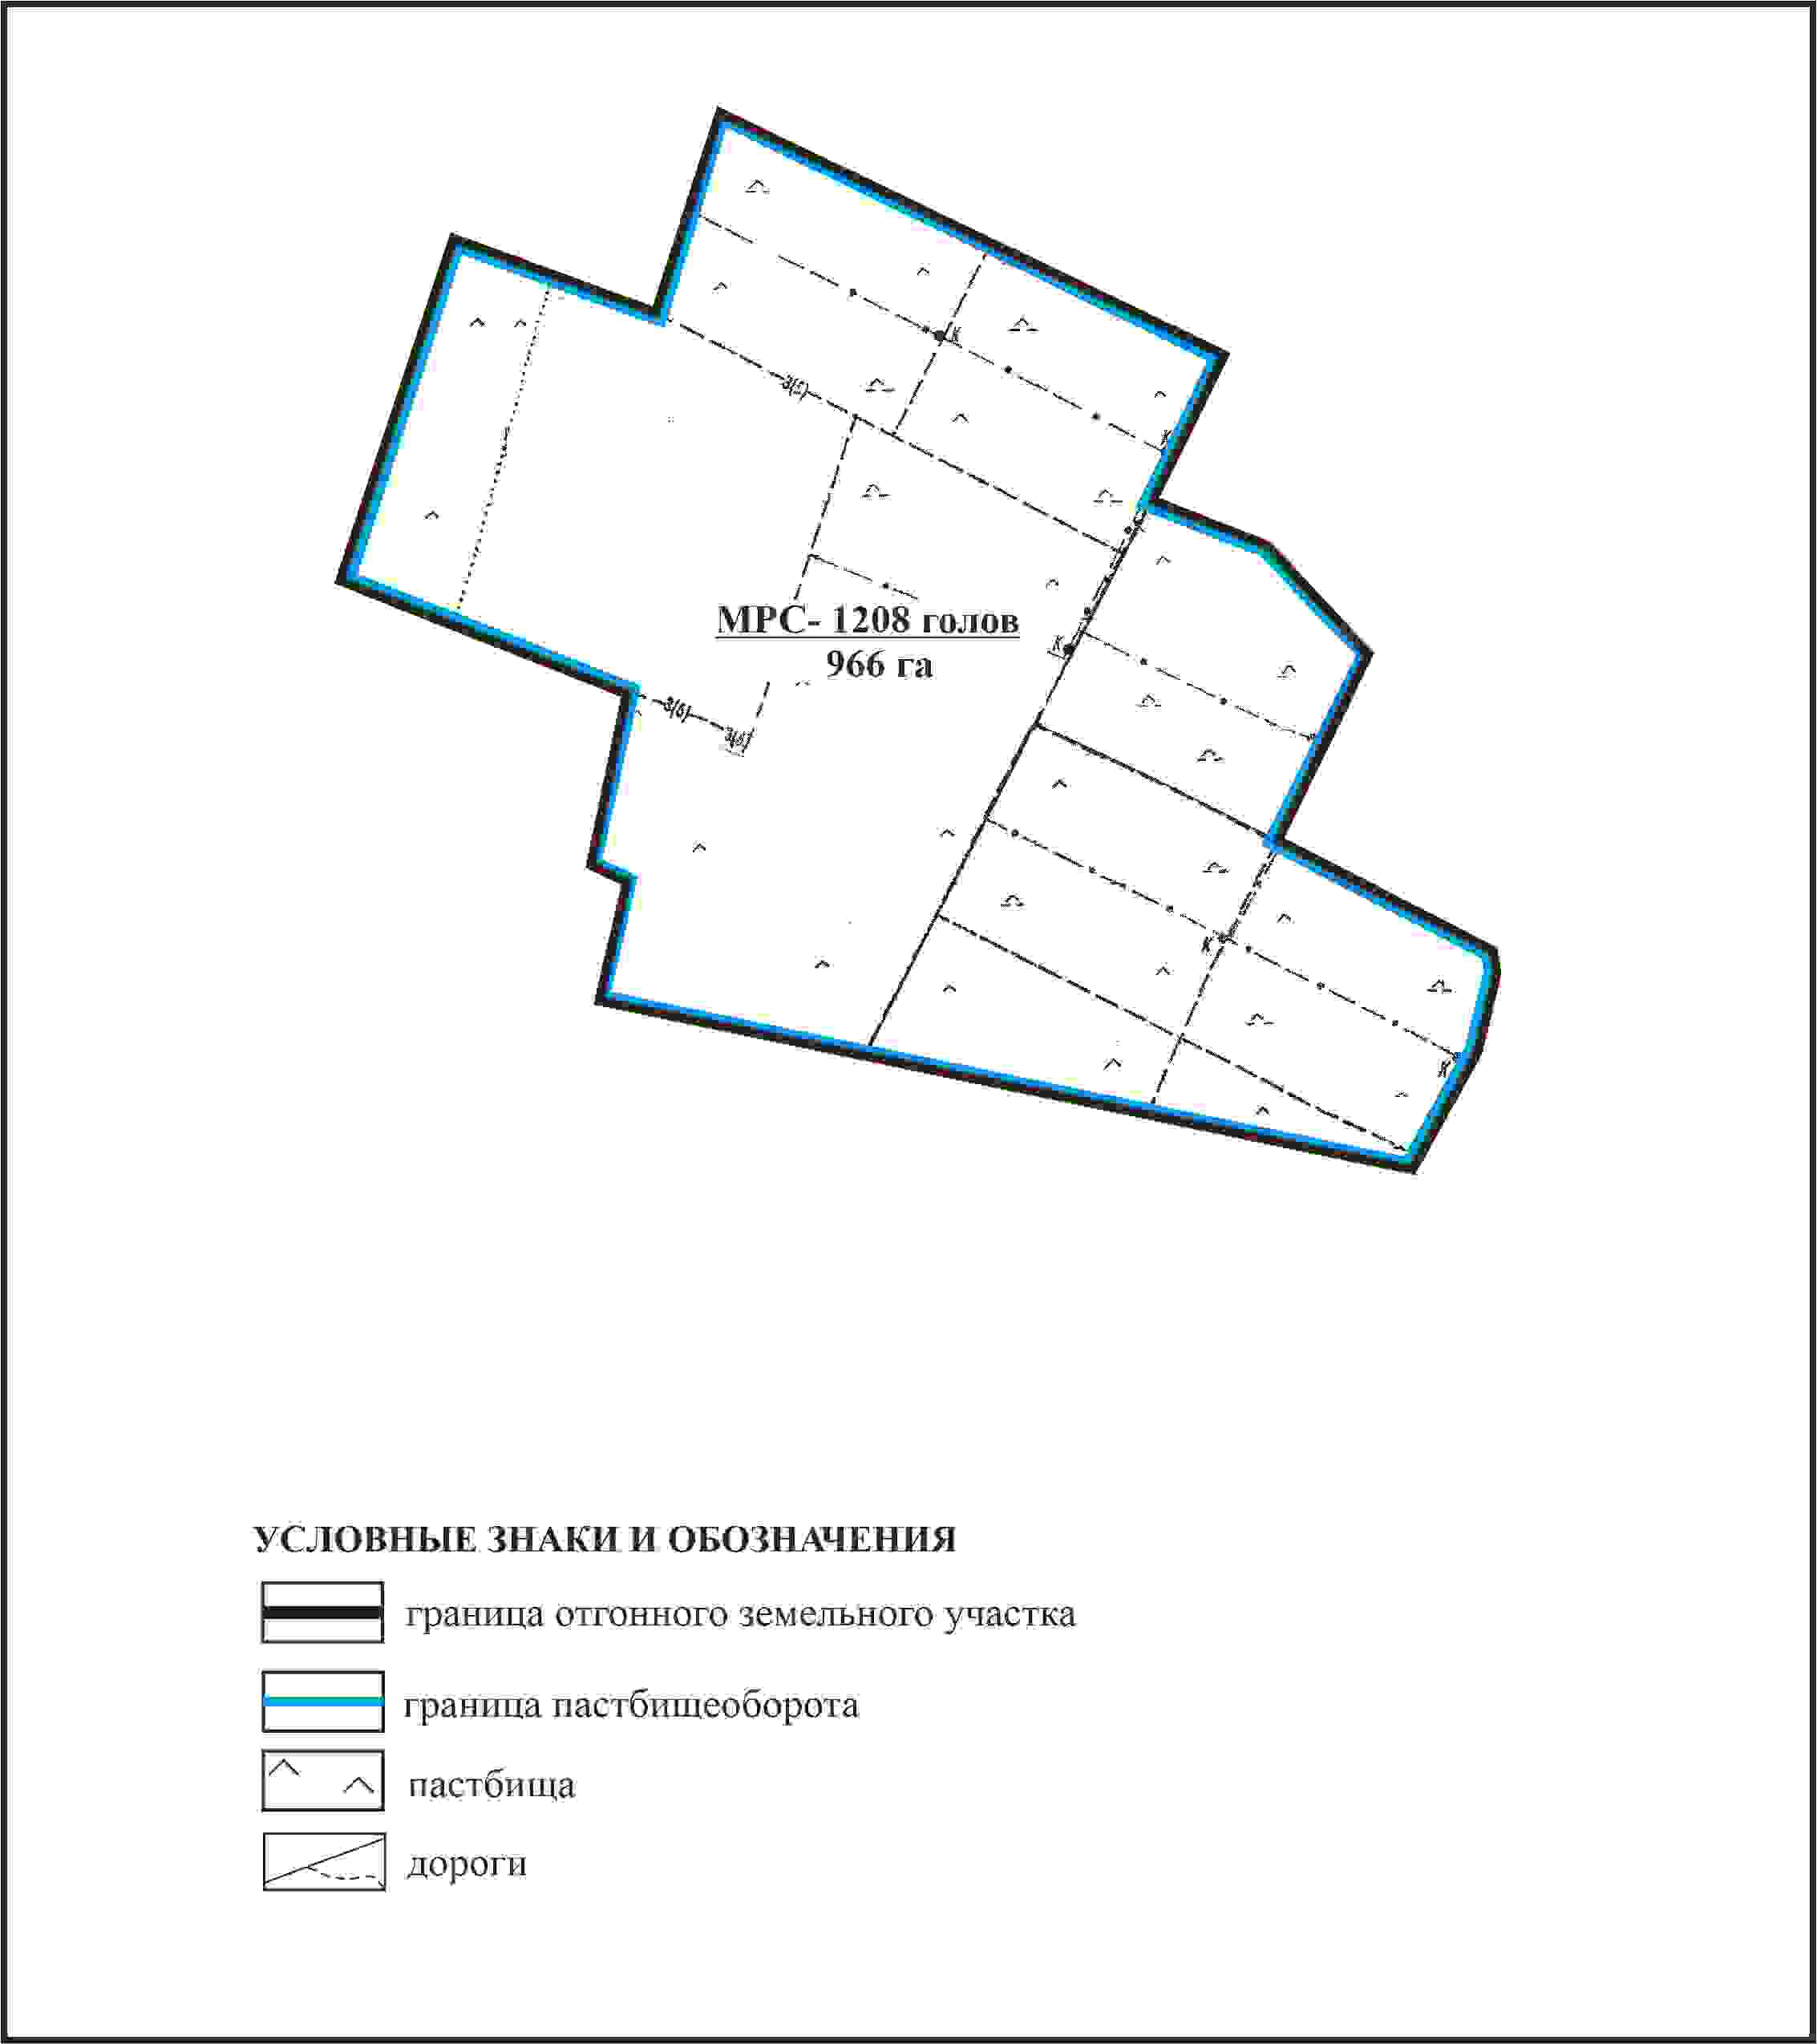 К
К
МРС- 1208 голов
К
966 га
К
К
УСЛОВНЫЕ ЗНАКИ И ОБОЗНАЧЕНИЯ
граница отгонного земельного участка
граница пастбищеоборота
пастбища
дороги